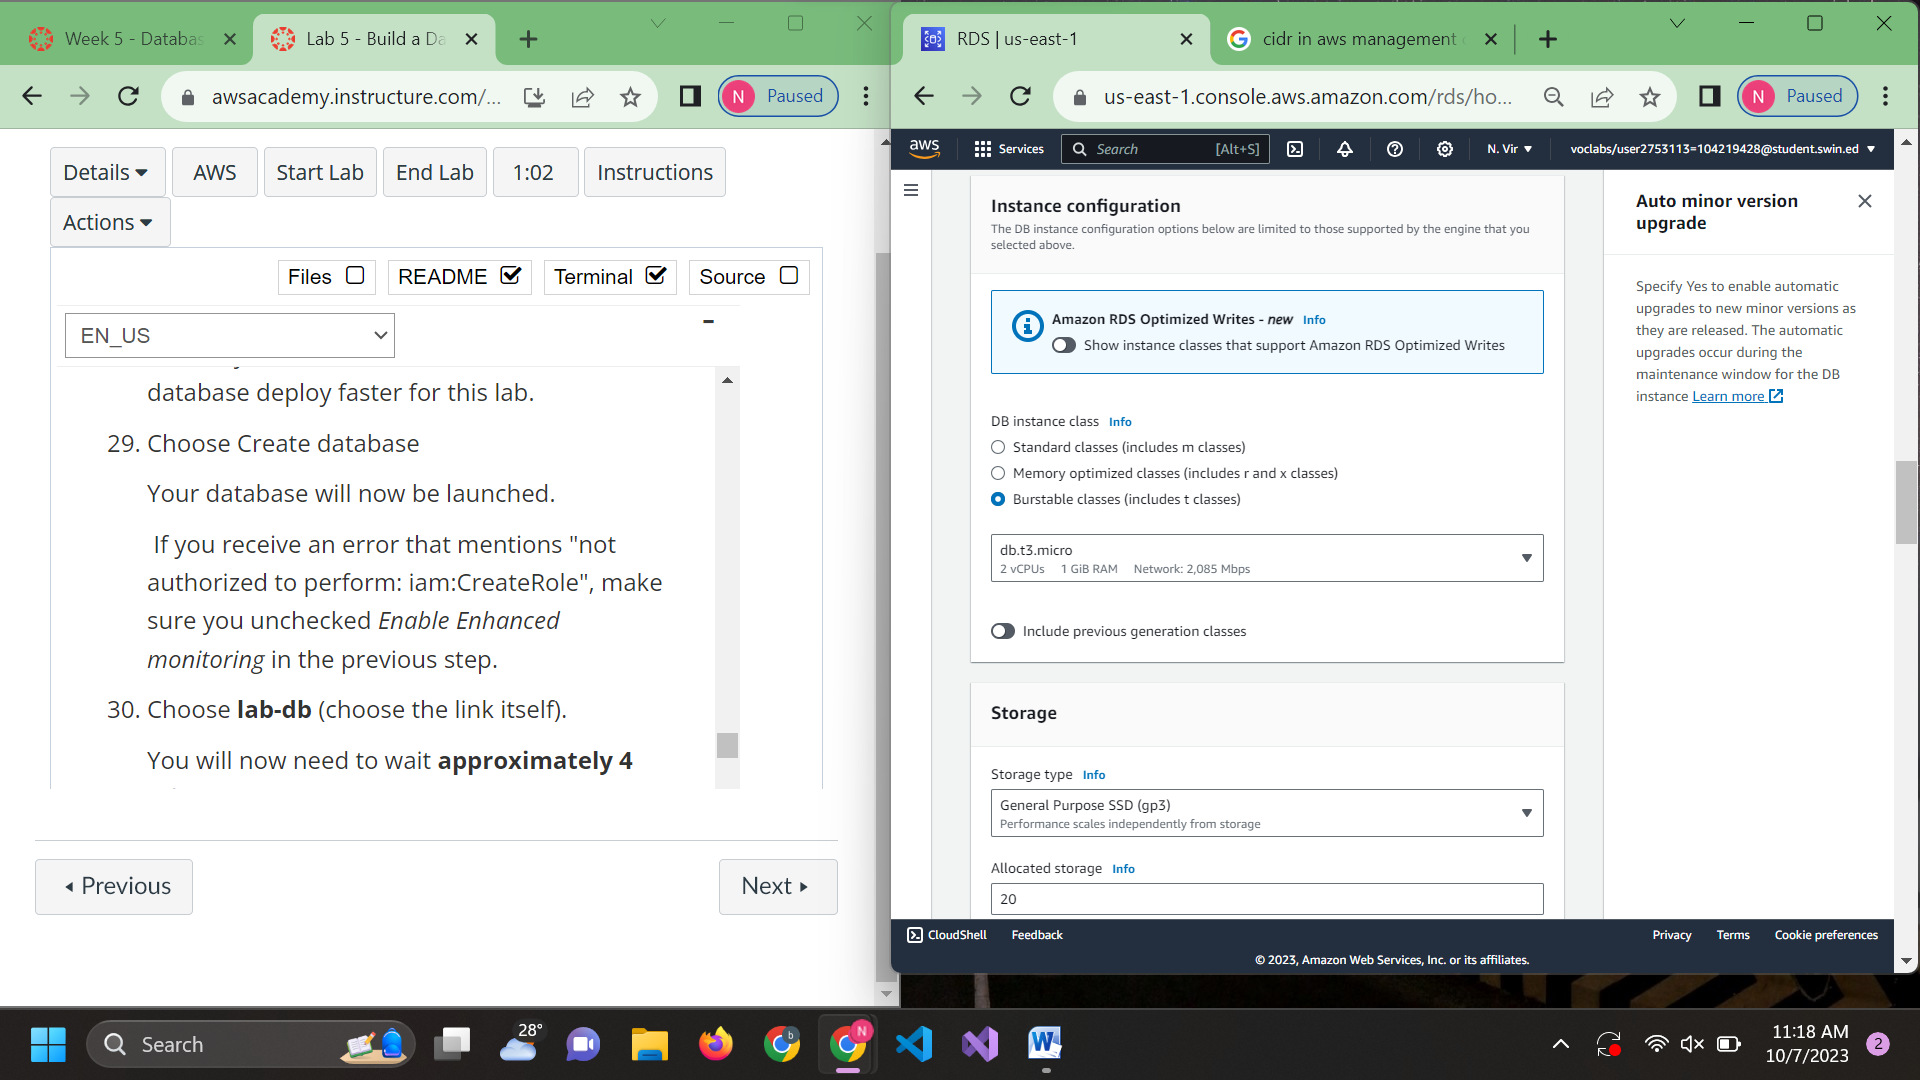 Week 5 - Databas
Lab 5 - Build a Da
awsacademy.instructure.com/...
N Paused
Details
AWS
Start Lab
End Lab
1:02
Instructions
Actions
Files
README
Terminal
Source
EN_US
database deploy faster for this lab.
29. Choose Create database
Your database will now be launched.
If you receive an error that mentions "not
authorized to perform: iam:CreateRole", make
sure you unchecked Enable Enhanced
monitoring in the previous step.
30. Choose lab-db (choose the link itself).
You will now need to wait approximately 4
Previous
Next
RDS | us-east-1
cidr in aws management
us-east-1.console.aws.amazon.com/rds/ho...
N Paused
aws
Services
Search [Alt+S]
N. Vir
voclabs/user2753113=104219428@student.swin.ed
Instance configuration
The DB instance configuration options below are limited to those supported by the engine that you
selected above.
Amazon RDS Optimized Writes - new Info
Show instance classes that support Amazon RDS Optimized Writes
DB instance class Info
Standard classes (includes m classes)
Memory optimized classes (includes r and x classes)
Burstable classes (includes t classes)
db.t3.micro
2 vCPUs 1 GiB RAM Network: 2,085 Mbps
Include previous generation classes
Storage
Storage type Info
General Purpose SSD (gp3)
Performance scales independently from storage
Allocated storage Info
20
Auto minor version
upgrade
Specify Yes to enable automatic
upgrades to new minor versions as
they are released. The automatic
upgrades occur during the
maintenance window for the DB
instance Learn more
CloudShell
Feedback
Privacy
Terms
Cookie preferences
© 2023, Amazon Web Services, Inc. or its affiliates.
Search
28°
b
N
W
11:18 AM
10/7/2023
2